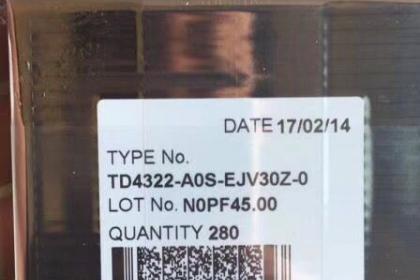 DATE 17/02/14
TYPE No.
TD4322-A0S-EJV30Z-0
LOT No. N0PF45.00
QUANTITY 280